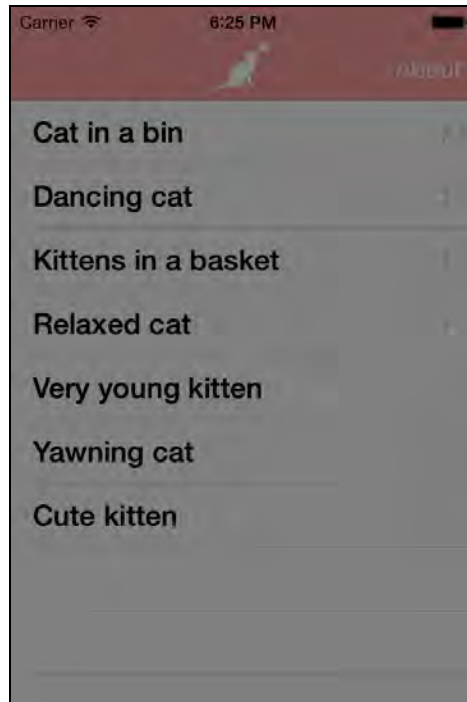 Carrier
6:25 PM
About
Cat in a bin
Dancing cat
Kittens in a basket
Relaxed cat
Very young kitten
Yawning cat
Cute kitten